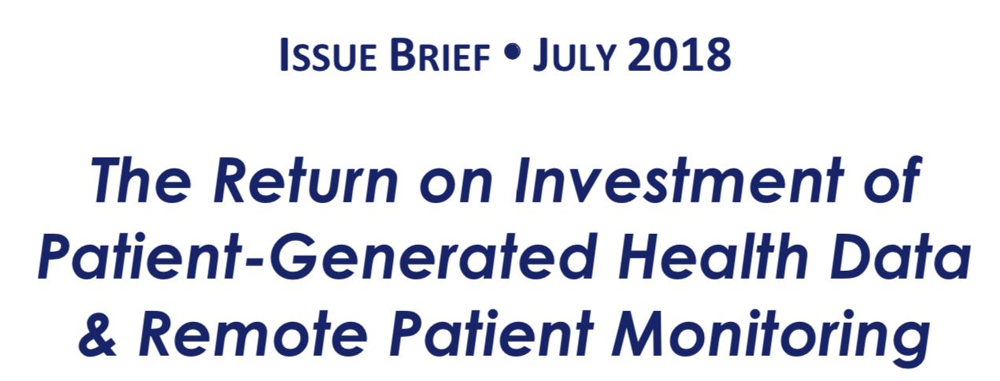 ISSUE BRIEF • JULY 2018
The Return on Investment of
Patient-Generated Health Data
& Remote Patient Monitoring